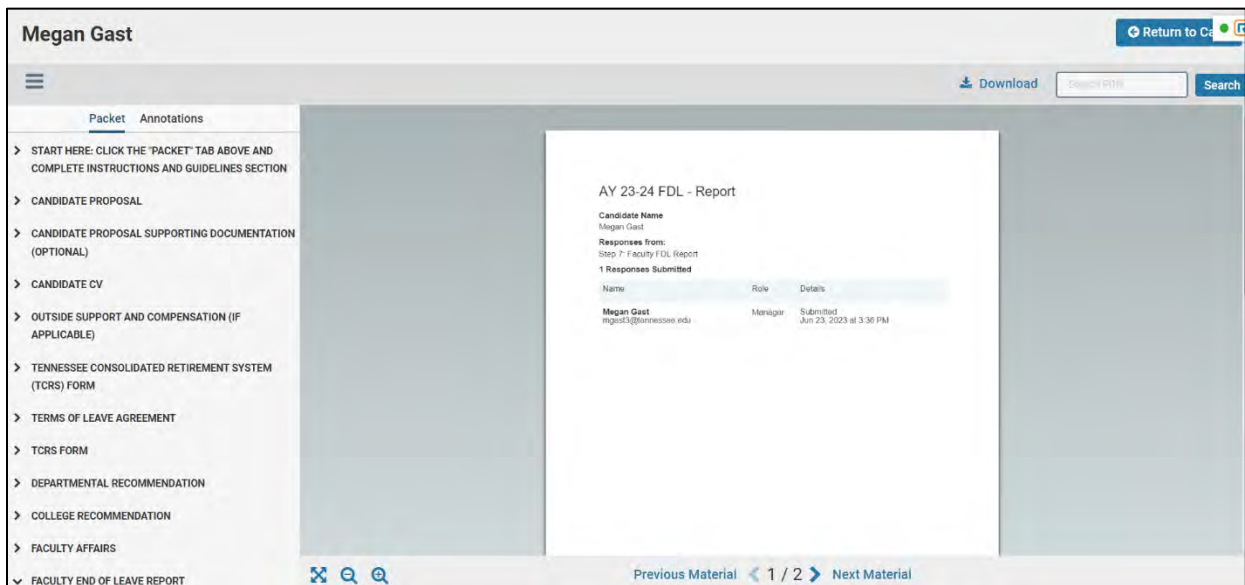 Megan Gast
Return to Ca
Download
Search
Packet Annotations
START HERE: CLICK THE "PACKET" TAB ABOVE AND
COMPLETE INSTRUCTIONS AND GUIDELINES SECTION
CANDIDATE PROPOSAL
CANDIDATE PROPOSAL SUPPORTING DOCUMENTATION
(OPTIONAL)
CANDIDATE CV
OUTSIDE SUPPORT AND COMPENSATION (IF
APPLICABLE)
TENNESSEE CONSOLIDATED RETIREMENT SYSTEM
(TCRS) FORM
TERMS OF LEAVE AGREEMENT
TCRS FORM
DEPARTMENTAL RECOMMENDATION
COLLEGE RECOMMENDATION
FACULTY AFFAIRS
FACULTY END OF LEAVE REPORT
AY 23-24 FDL - Report
Candidate Name
Megan Gast
Responses from:
Step 7: Faculty FDL Report
1 Responses Submitted
Name Role Details
Megan Gast Manager Submitted
mgast3@tennessee.edu Jun 23, 2023 at 3:36 PM
Previous Material 1 / 2 Next Material